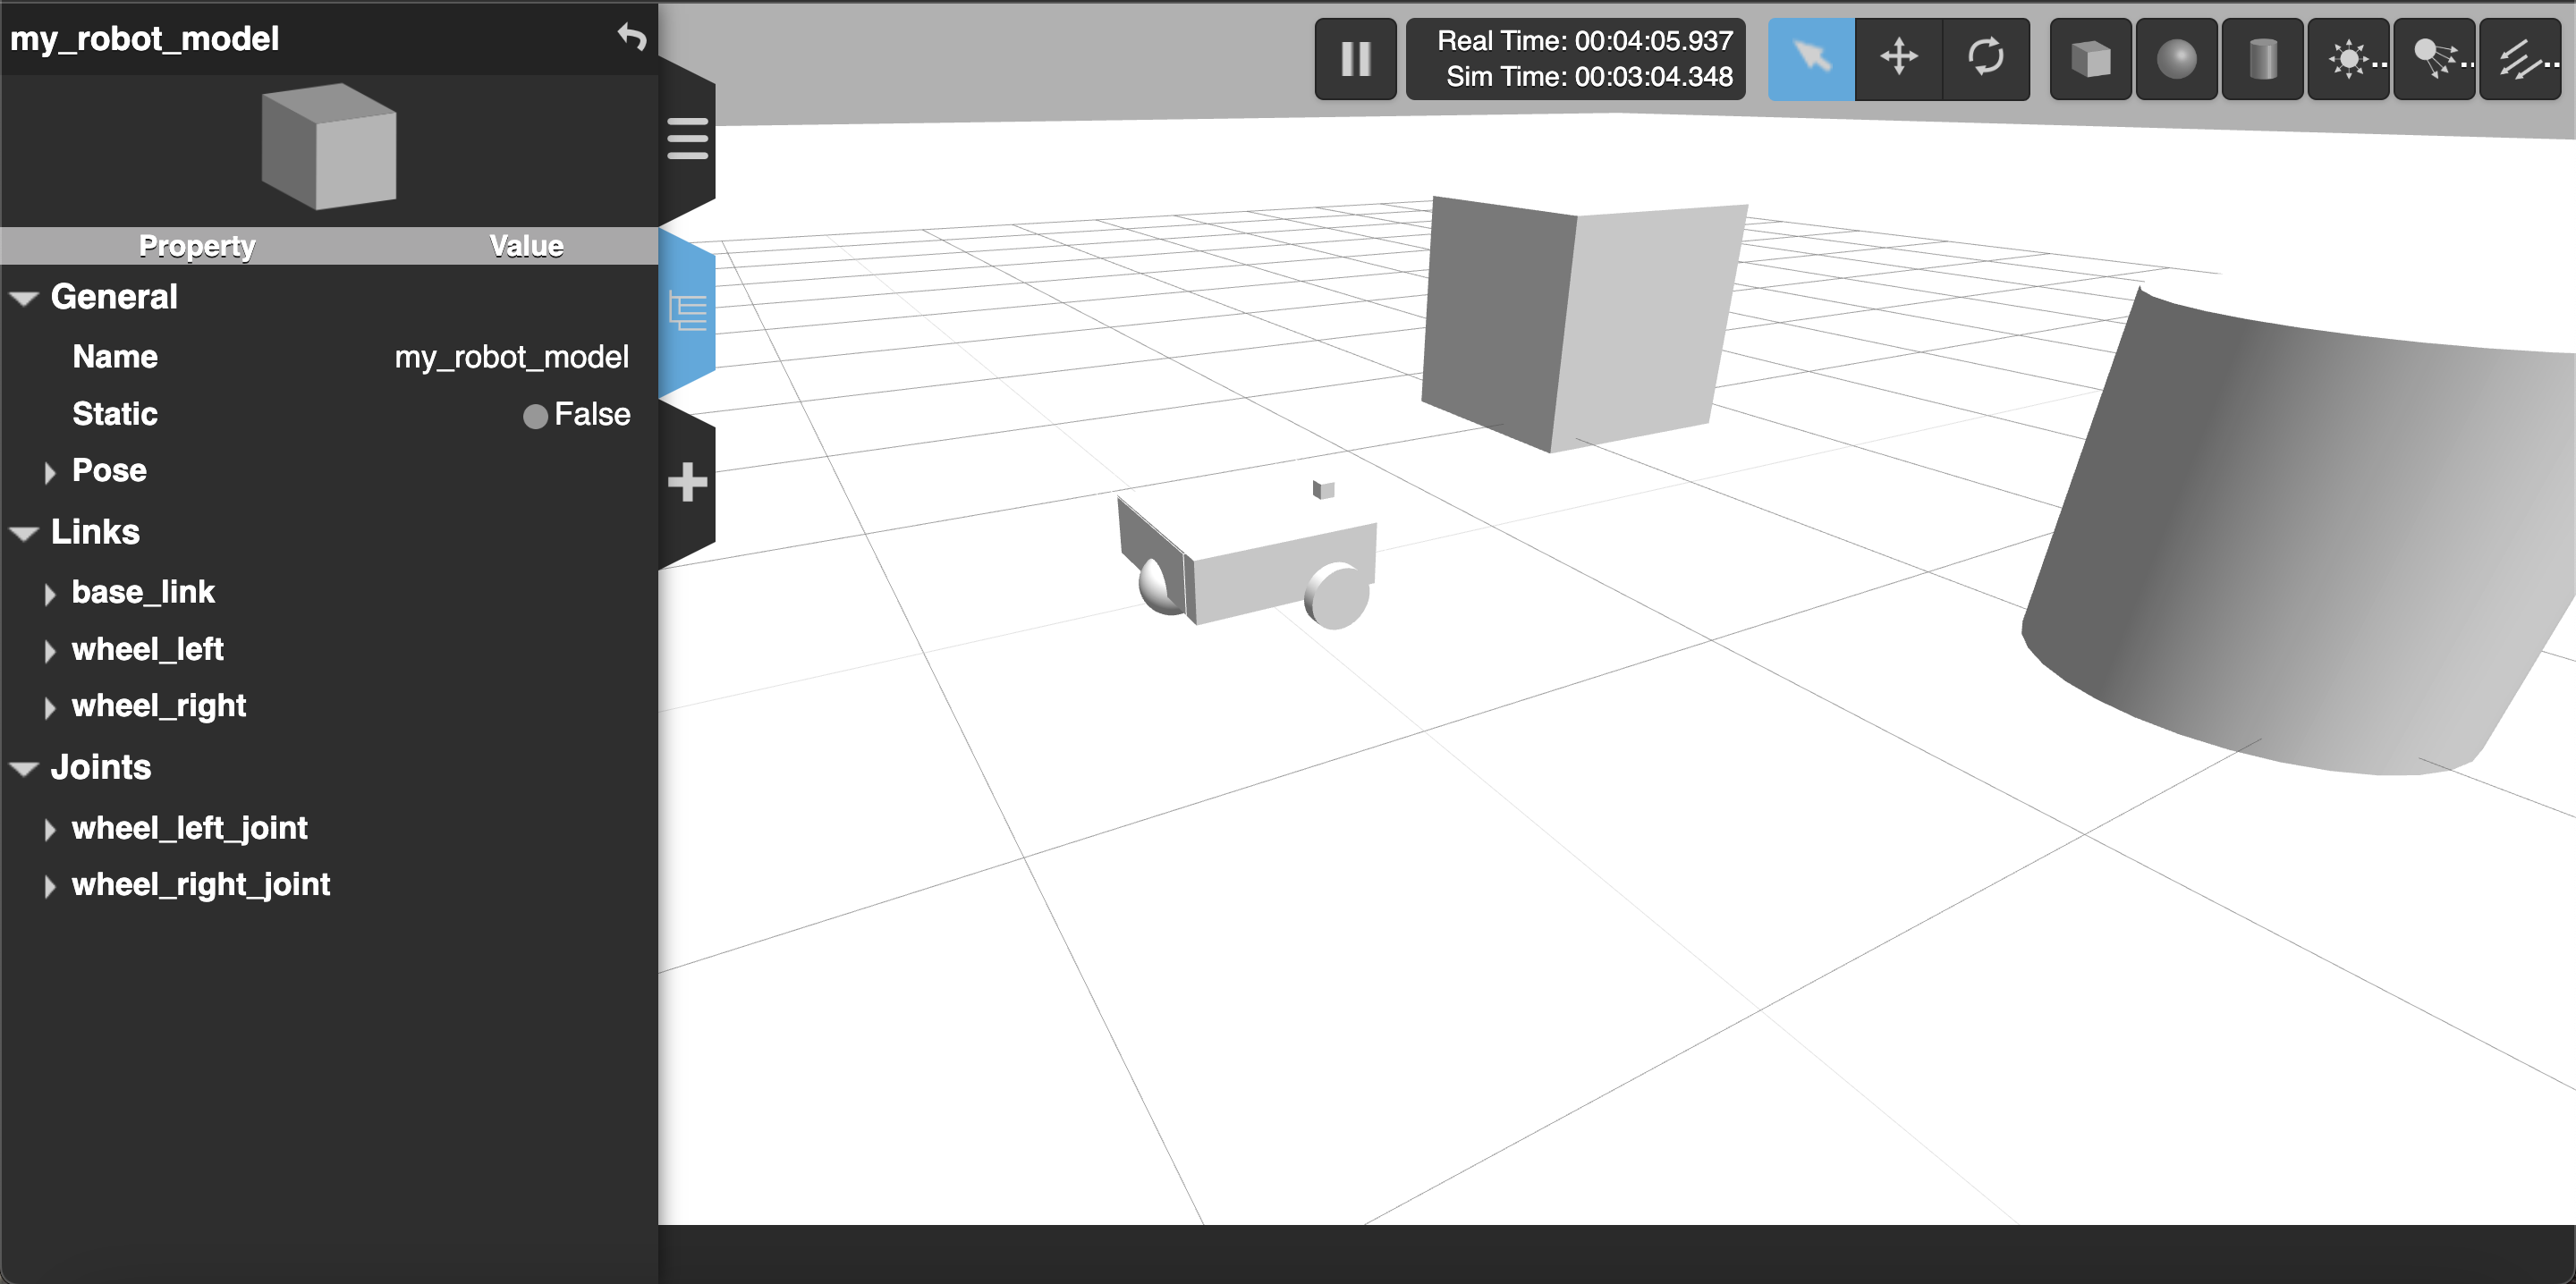 my_robot_model
Real Time: 00:04:05.937
Sim Time: 00:03:04.348
Property Value
General
Name my_robot_model
Static False
Pose
Links
base_link
wheel_left
wheel_right
Joints
wheel_left_joint
wheel_right_joint